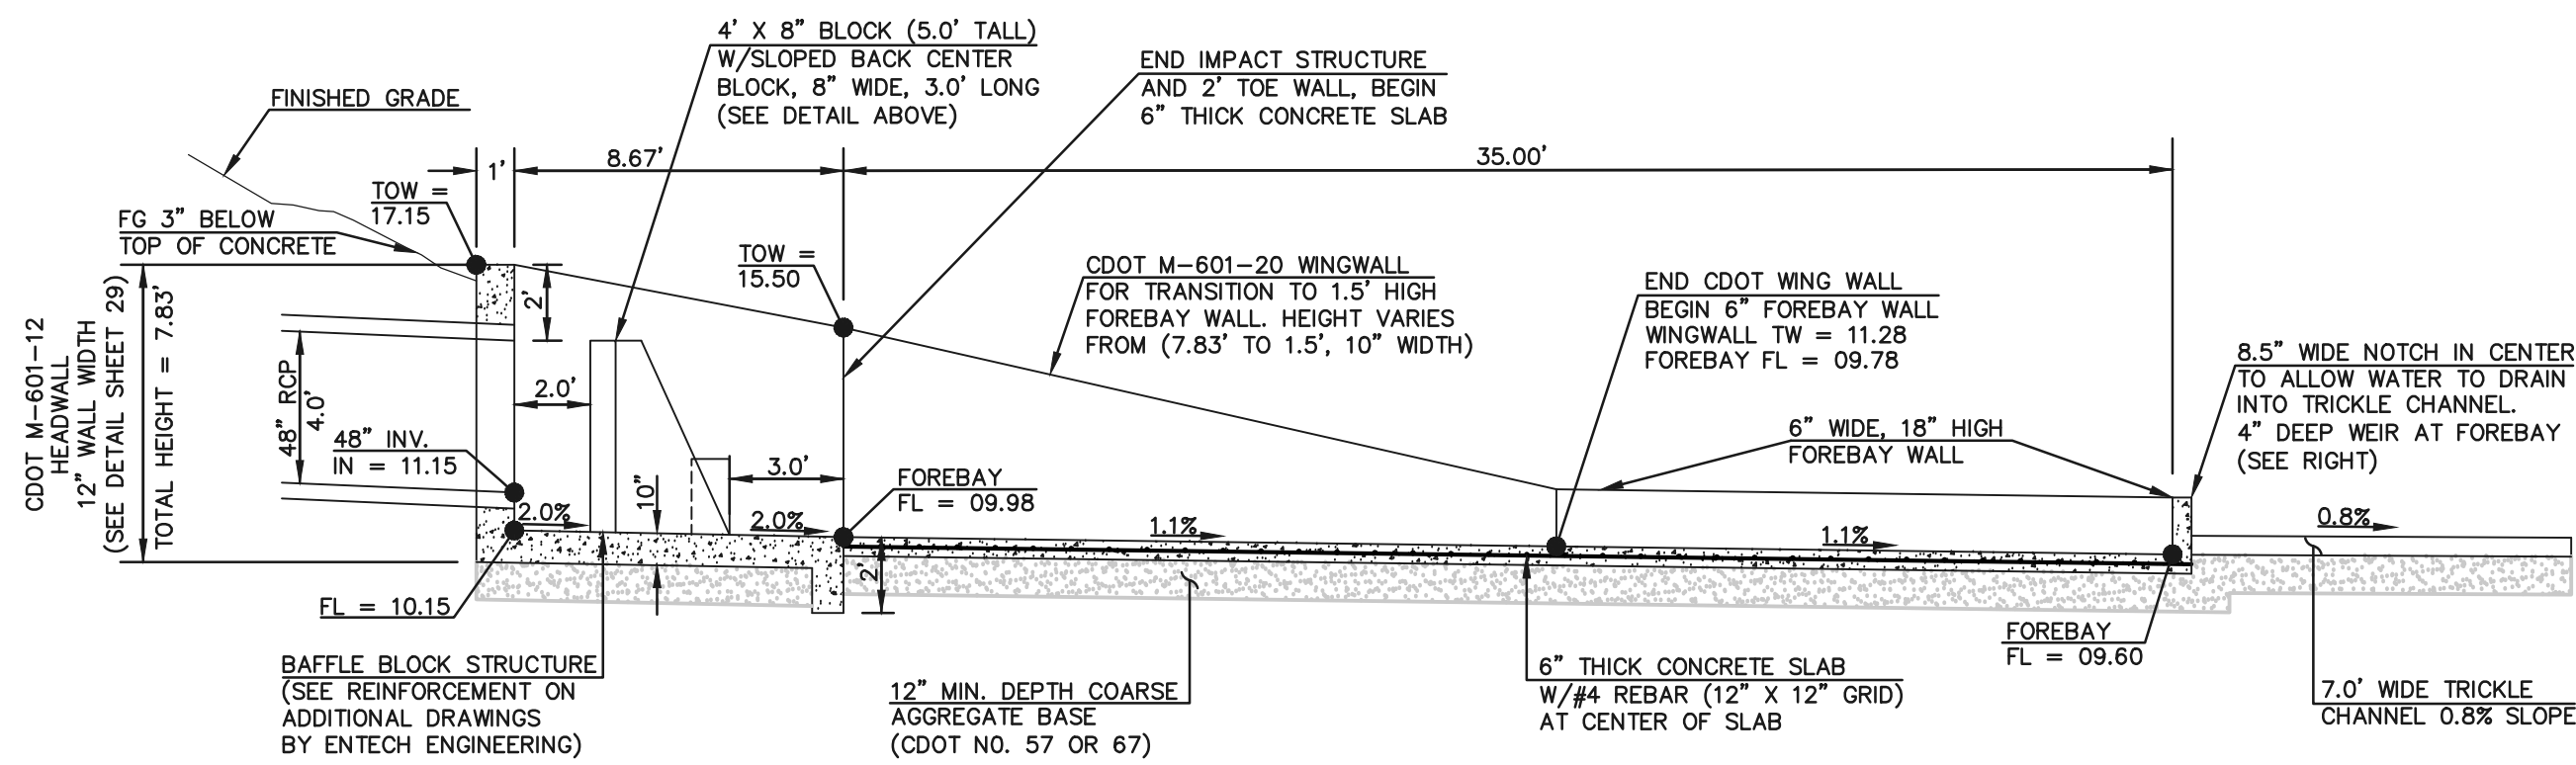 4' X 8" BLOCK (5.0' TALL)
W/SLOPED BACK CENTER
BLOCK, 8" WIDE, 3.0' LONG
(SEE DETAIL ABOVE)
END IMPACT STRUCTURE
AND 2' TOE WALL, BEGIN
6" THICK CONCRETE SLAB
FINISHED GRADE
1'
8.67'
35.00'
TOW =
17.15
FG 3" BELOW
TOP OF CONCRETE
TOW =
15.50
2'
CDOT M-601-20 WINGWALL
FOR TRANSITION TO 1.5' HIGH
FOREBAY WALL. HEIGHT VARIES
FROM (7.83' TO 1.5', 10" WIDTH)
END CDOT WING WALL
BEGIN 6" FOREBAY WALL
WINGWALL TW = 11.28
FOREBAY FL = 09.78
8.5" WIDE NOTCH IN CENTER
TO ALLOW WATER TO DRAIN
INTO TRICKLE CHANNEL.
4" DEEP WEIR AT FOREBAY
(SEE RIGHT)
CDOT M-601-12
HEADWALL
12" WALL WIDTH
(SEE DETAIL SHEET 29)
TOTAL HEIGHT = 7.83'
48" RCP
4.0'
2.0'
48" INV.
IN = 11.15
6" WIDE, 18" HIGH
FOREBAY WALL
3.0'
10"
FOREBAY
FL = 09.98
2.0%
2.0%
1.1%
1.1%
0.8%
2'
FL = 10.15
BAFFLE BLOCK STRUCTURE
(SEE REINFORCEMENT ON
ADDITIONAL DRAWINGS
BY ENTECH ENGINEERING)
12" MIN. DEPTH COARSE
AGGREGATE BASE
(CDOT NO. 57 OR 67)
6" THICK CONCRETE SLAB
W/#4 REBAR (12" X 12" GRID)
AT CENTER OF SLAB
FOREBAY
FL = 09.60
7.0' WIDE TRICKLE
CHANNEL 0.8% SLOPE